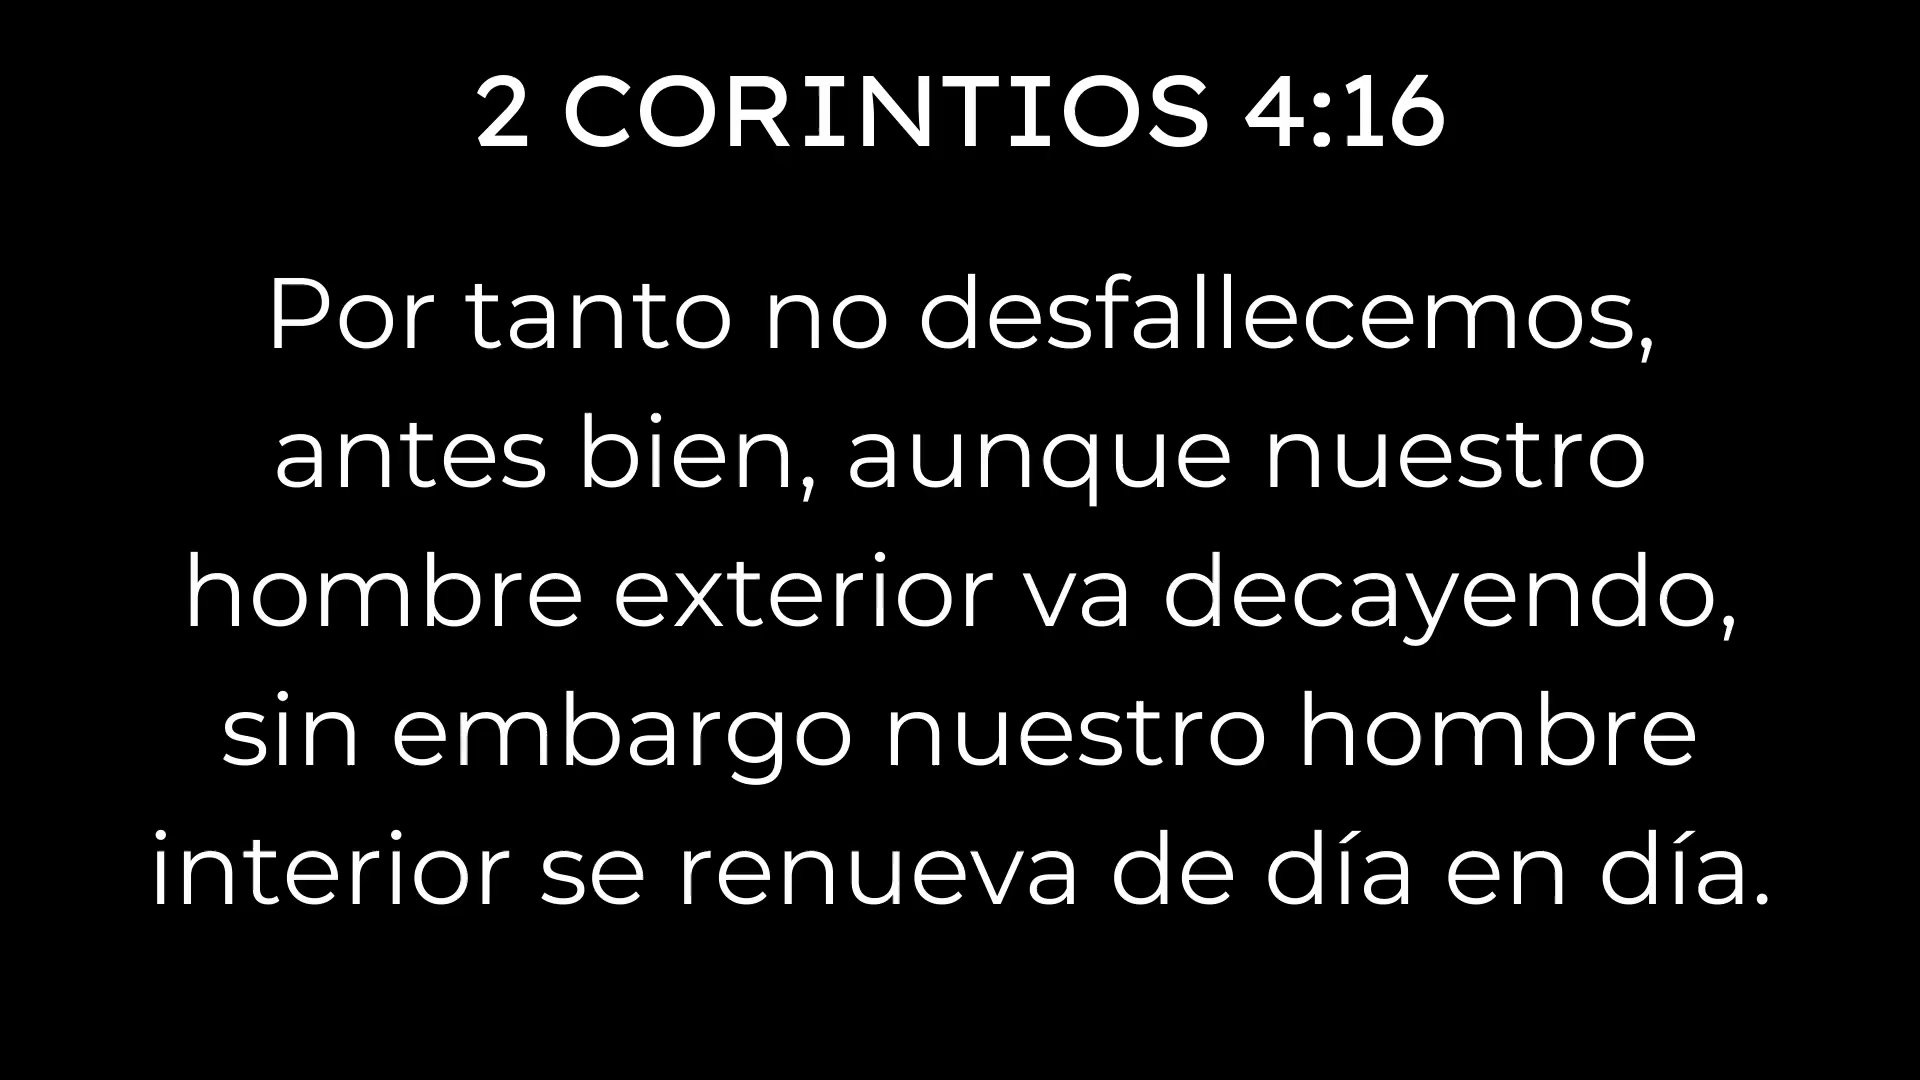 2 CORINTIOS 4:16
Por tanto no desfallecemos,
antes bien, aunque nuestro
hombre exterior va decayendo,
sin embargo nuestro hombre
interior se renueva de día en día.